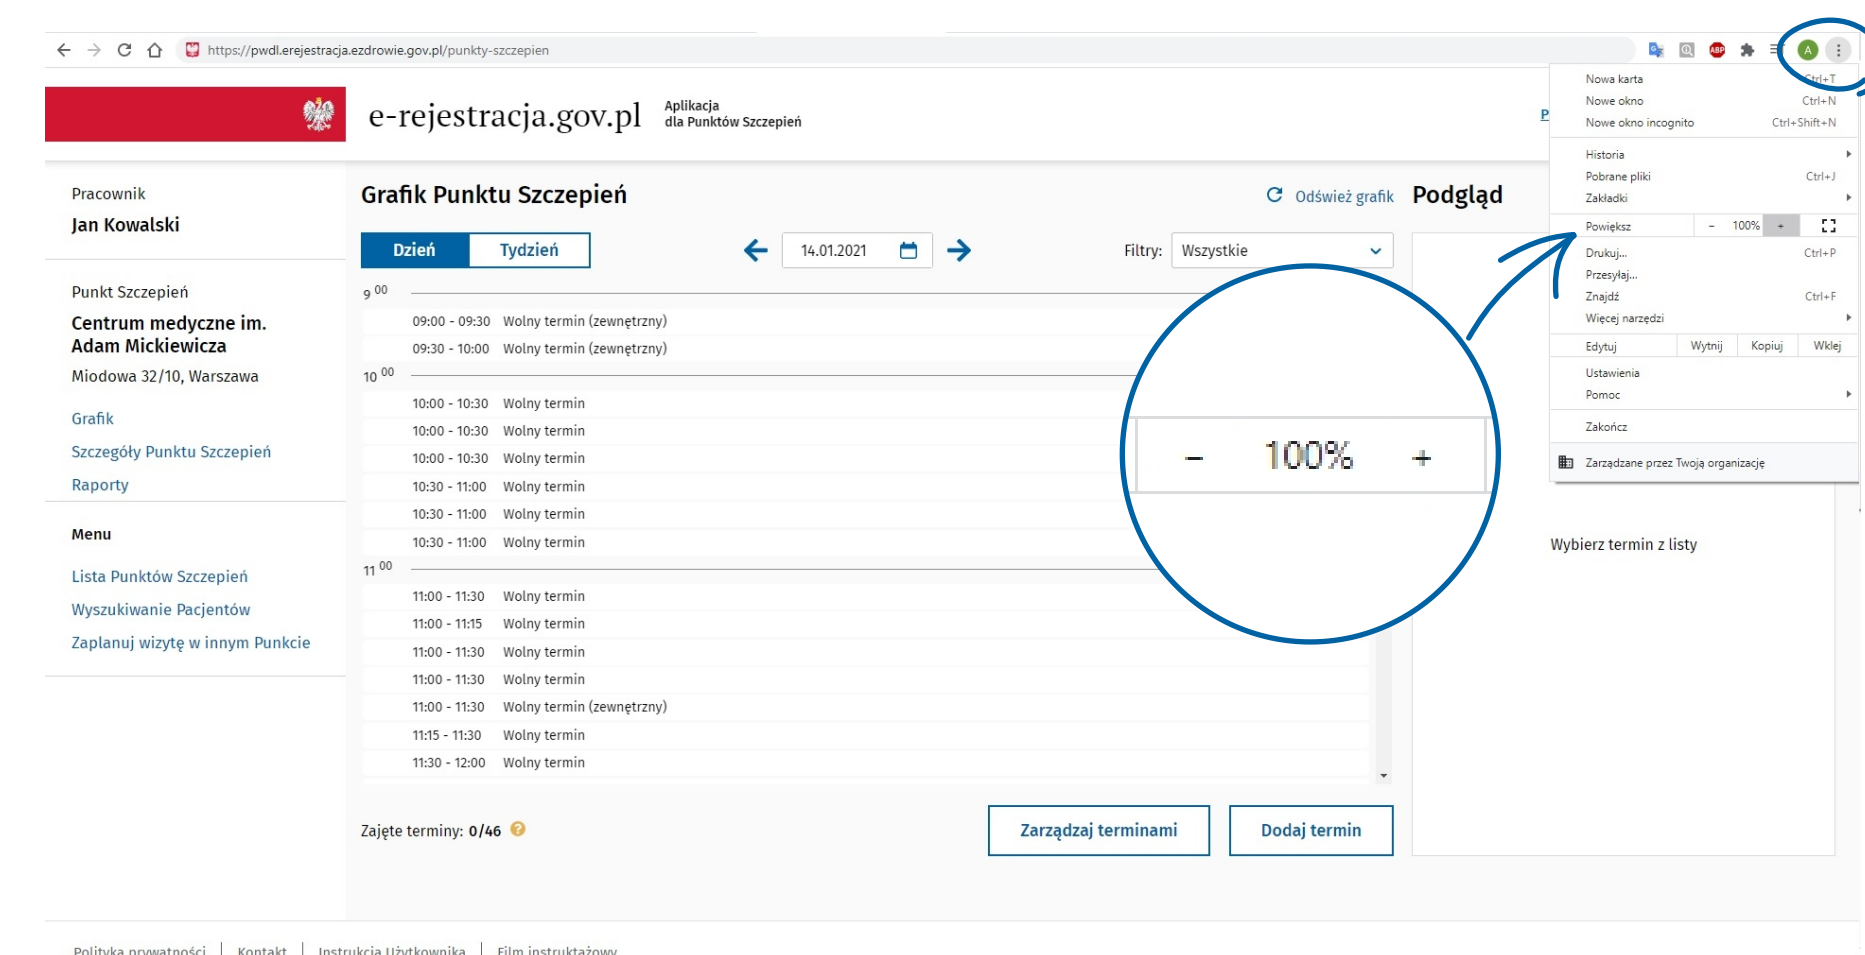 https://pwdl.erejestracja.ezdrowie.gov.pl/punkty-szczepien
ABP
A
e-rejestracja.gov.pl
Aplikacja
dla Punktów Szczepień
P
Nowa karta Ctrl+T
Nowe okno Ctrl+N
Nowe okno incognito Ctrl+Shift+N
Historia
Pobrane pliki Ctrl+J
Zakładki
Powiększ - 100% +
Drukuj... Ctrl+P
Przesyłaj...
Znajdź Ctrl+F
Więcej narzędzi
Edytuj Wytnij Kopiuj Wklej
Ustawienia
Pomoc
Zakończ
Zarządzane przez Twoją organizację
Pracownik
Jan Kowalski
Punkt Szczepień
Centrum medyczne im.
Adam Mickiewicza
Miodowa 32/10, Warszawa
Grafik
Szczegóły Punktu Szczepień
Raporty
Menu
Lista Punktów Szczepień
Wyszukiwanie Pacjentów
Zaplanuj wizytę w innym Punkcie
Grafik Punktu Szczepień
Odśwież grafik
Dzień Tydzień
14.01.2021
Filtry: Wszystkie
9 00
09:00 - 09:30 Wolny termin (zewnętrzny)
09:30 - 10:00 Wolny termin (zewnętrzny)
10 00
10:00 - 10:30 Wolny termin
10:00 - 10:30 Wolny termin
10:00 - 10:30 Wolny termin
10:30 - 11:00 Wolny termin
10:30 - 11:00 Wolny termin
10:30 - 11:00 Wolny termin
11 00
11:00 - 11:30 Wolny termin
11:00 - 11:15 Wolny termin
11:00 - 11:30 Wolny termin
11:00 - 11:30 Wolny termin
11:00 - 11:30 Wolny termin (zewnętrzny)
11:15 - 11:30 Wolny termin
11:30 - 12:00 Wolny termin
- 100% +
Zajęte terminy: 0/46 ?
Zarządzaj terminami
Dodaj termin
Podgląd
Wybierz termin z listy
Polityka prywatności | Kontakt | Instrukcja Użytkownika | Film instruktażowy